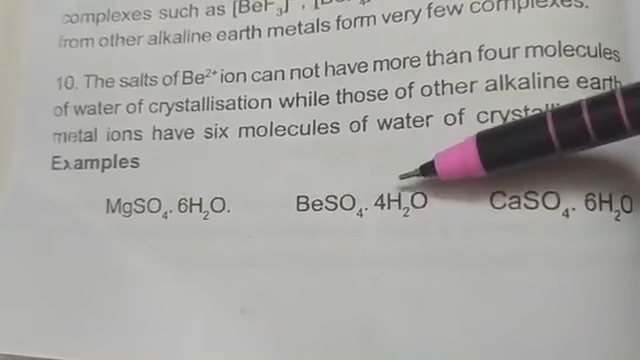 complexes such as [BeF₃]⁻, [
from other alkaline earth metals form very few complexes.
10. The salts of Be²⁺ ion can not have more than four molecules
of water of crystallisation while those of other alkaline earth
metal ions have six molecules of water of
Examples
MgSO₄. 6H₂O. BeSO₄. 4H₂O CaSO₄. 6H₂0